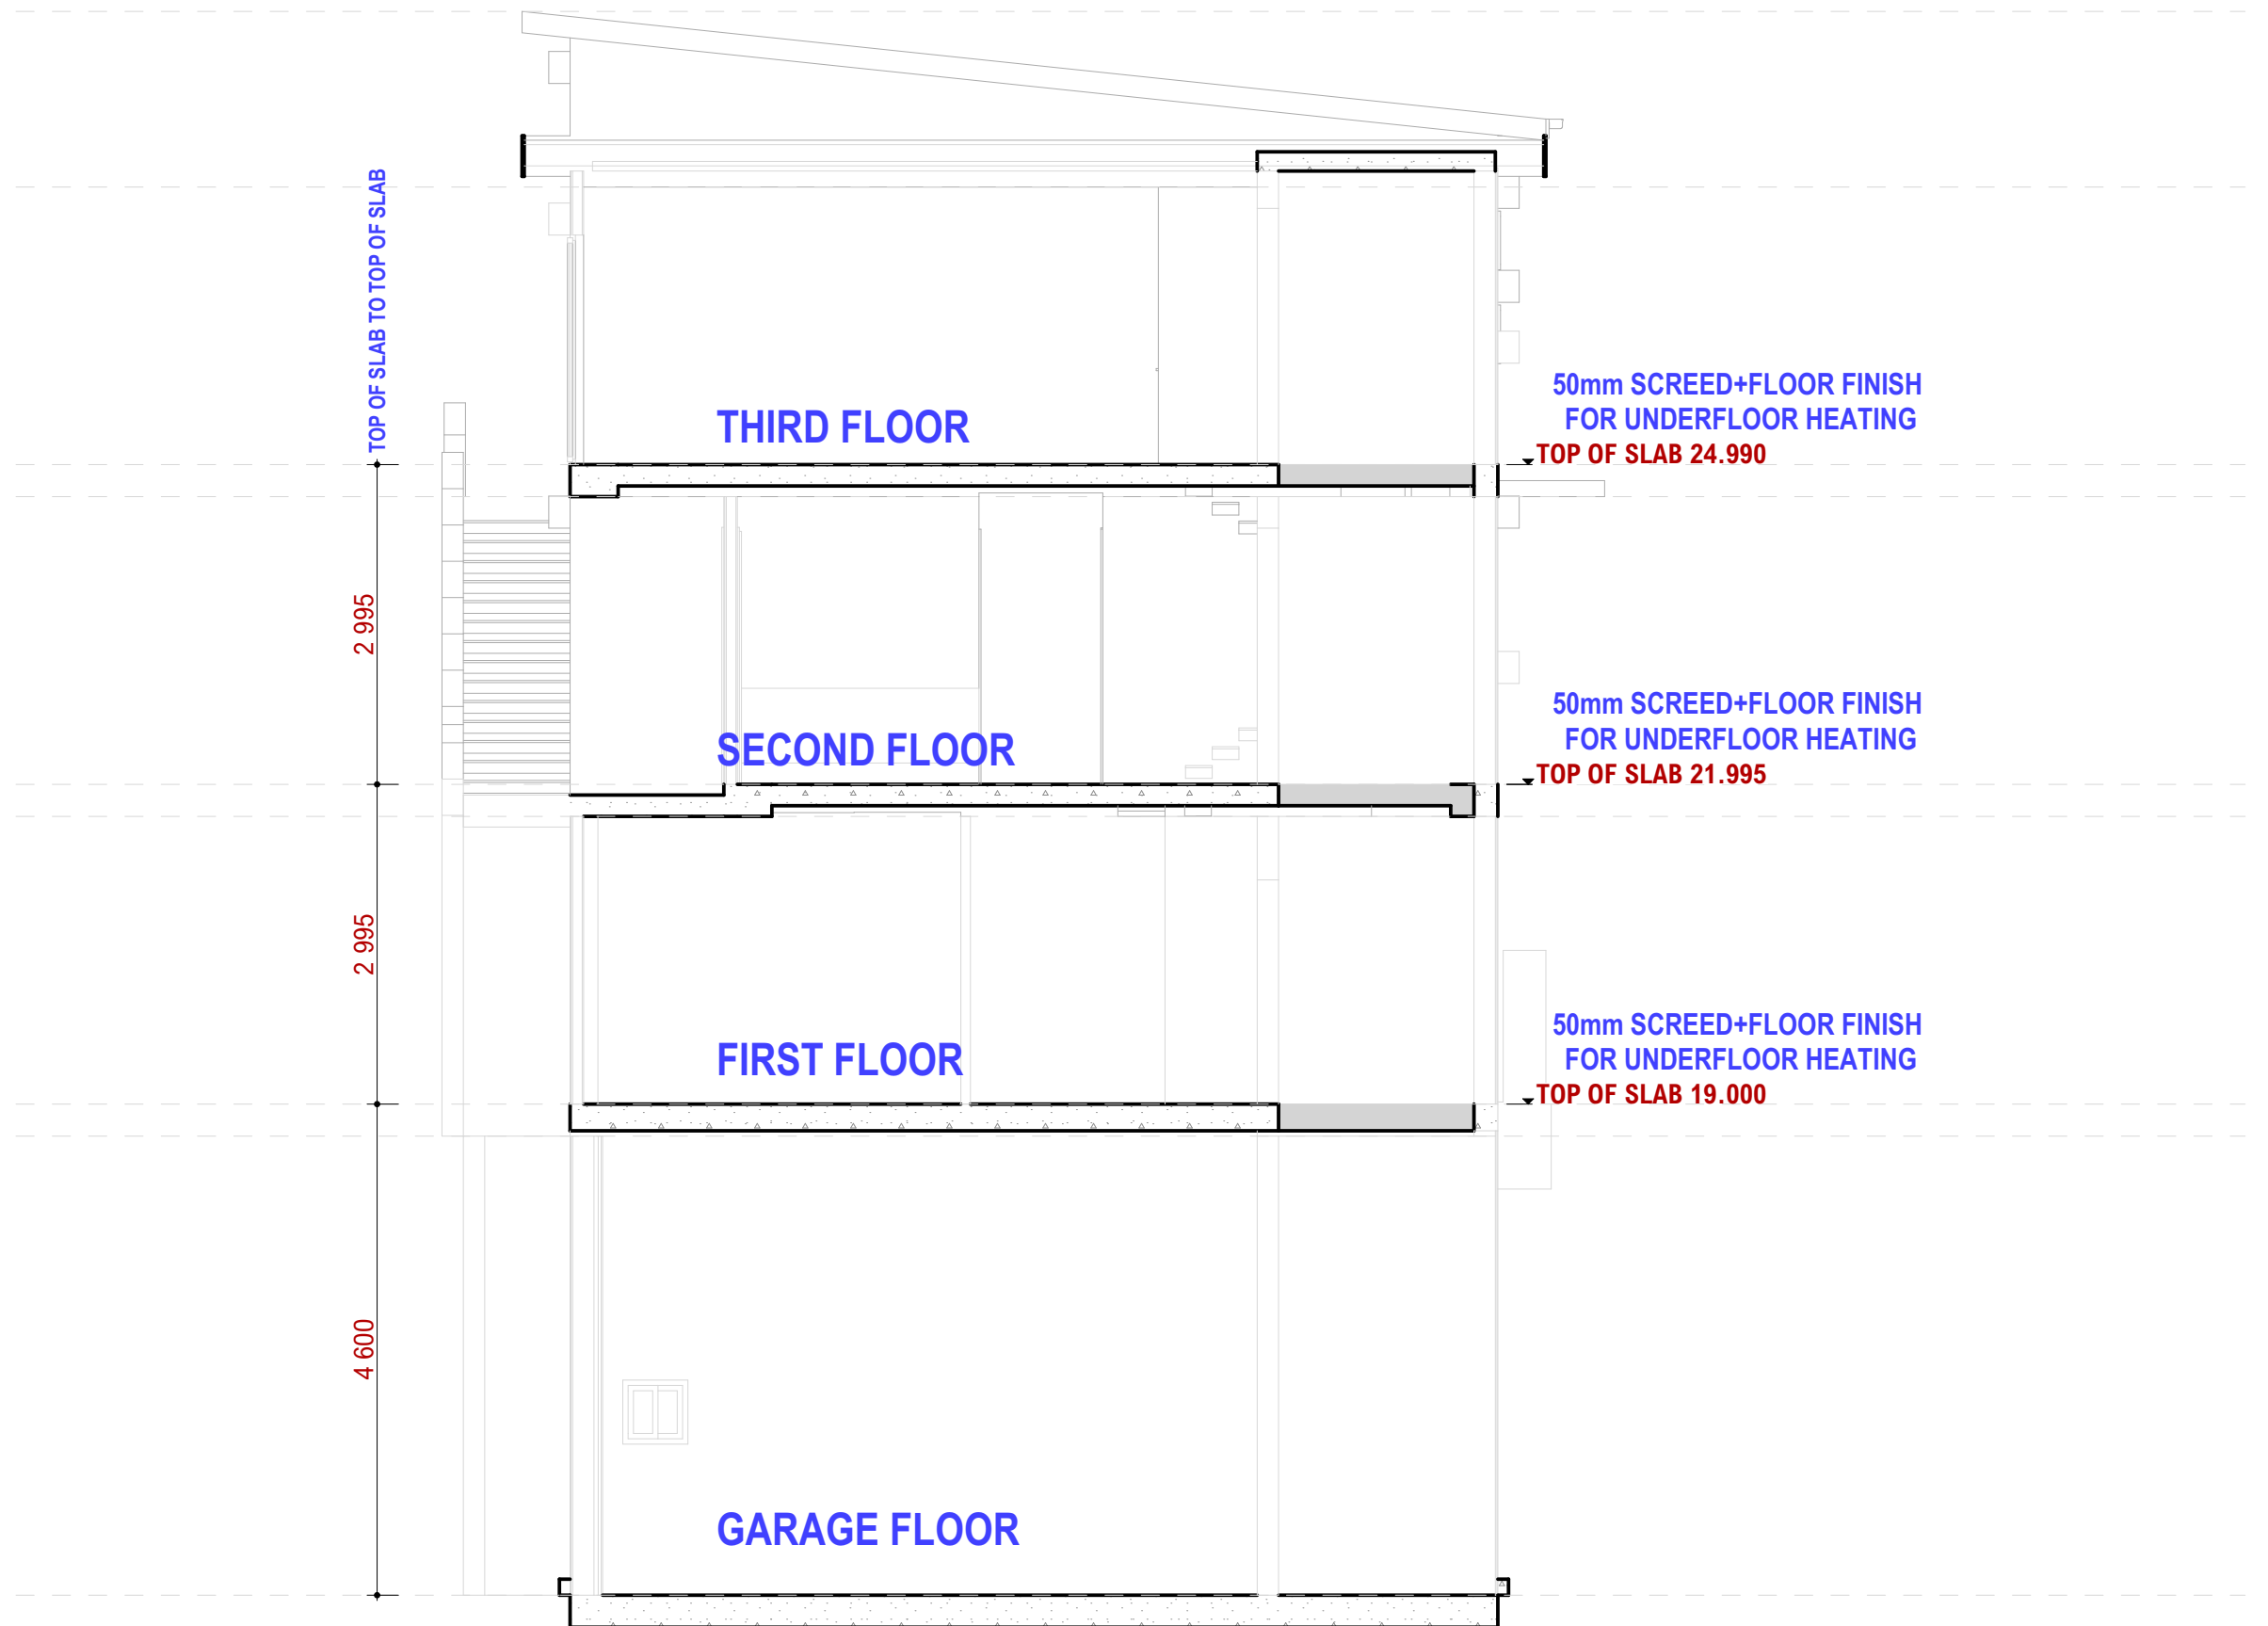 TOP OF SLAB TO TOP OF SLAB
50mm SCREED+FLOOR FINISH
FOR UNDERFLOOR HEATING
THIRD FLOOR
TOP OF SLAB 24.990
2 995
50mm SCREED+FLOOR FINISH
FOR UNDERFLOOR HEATING
SECOND FLOOR
TOP OF SLAB 21.995
2 995
50mm SCREED+FLOOR FINISH
FOR UNDERFLOOR HEATING
FIRST FLOOR
TOP OF SLAB 19.000
4 600
GARAGE FLOOR